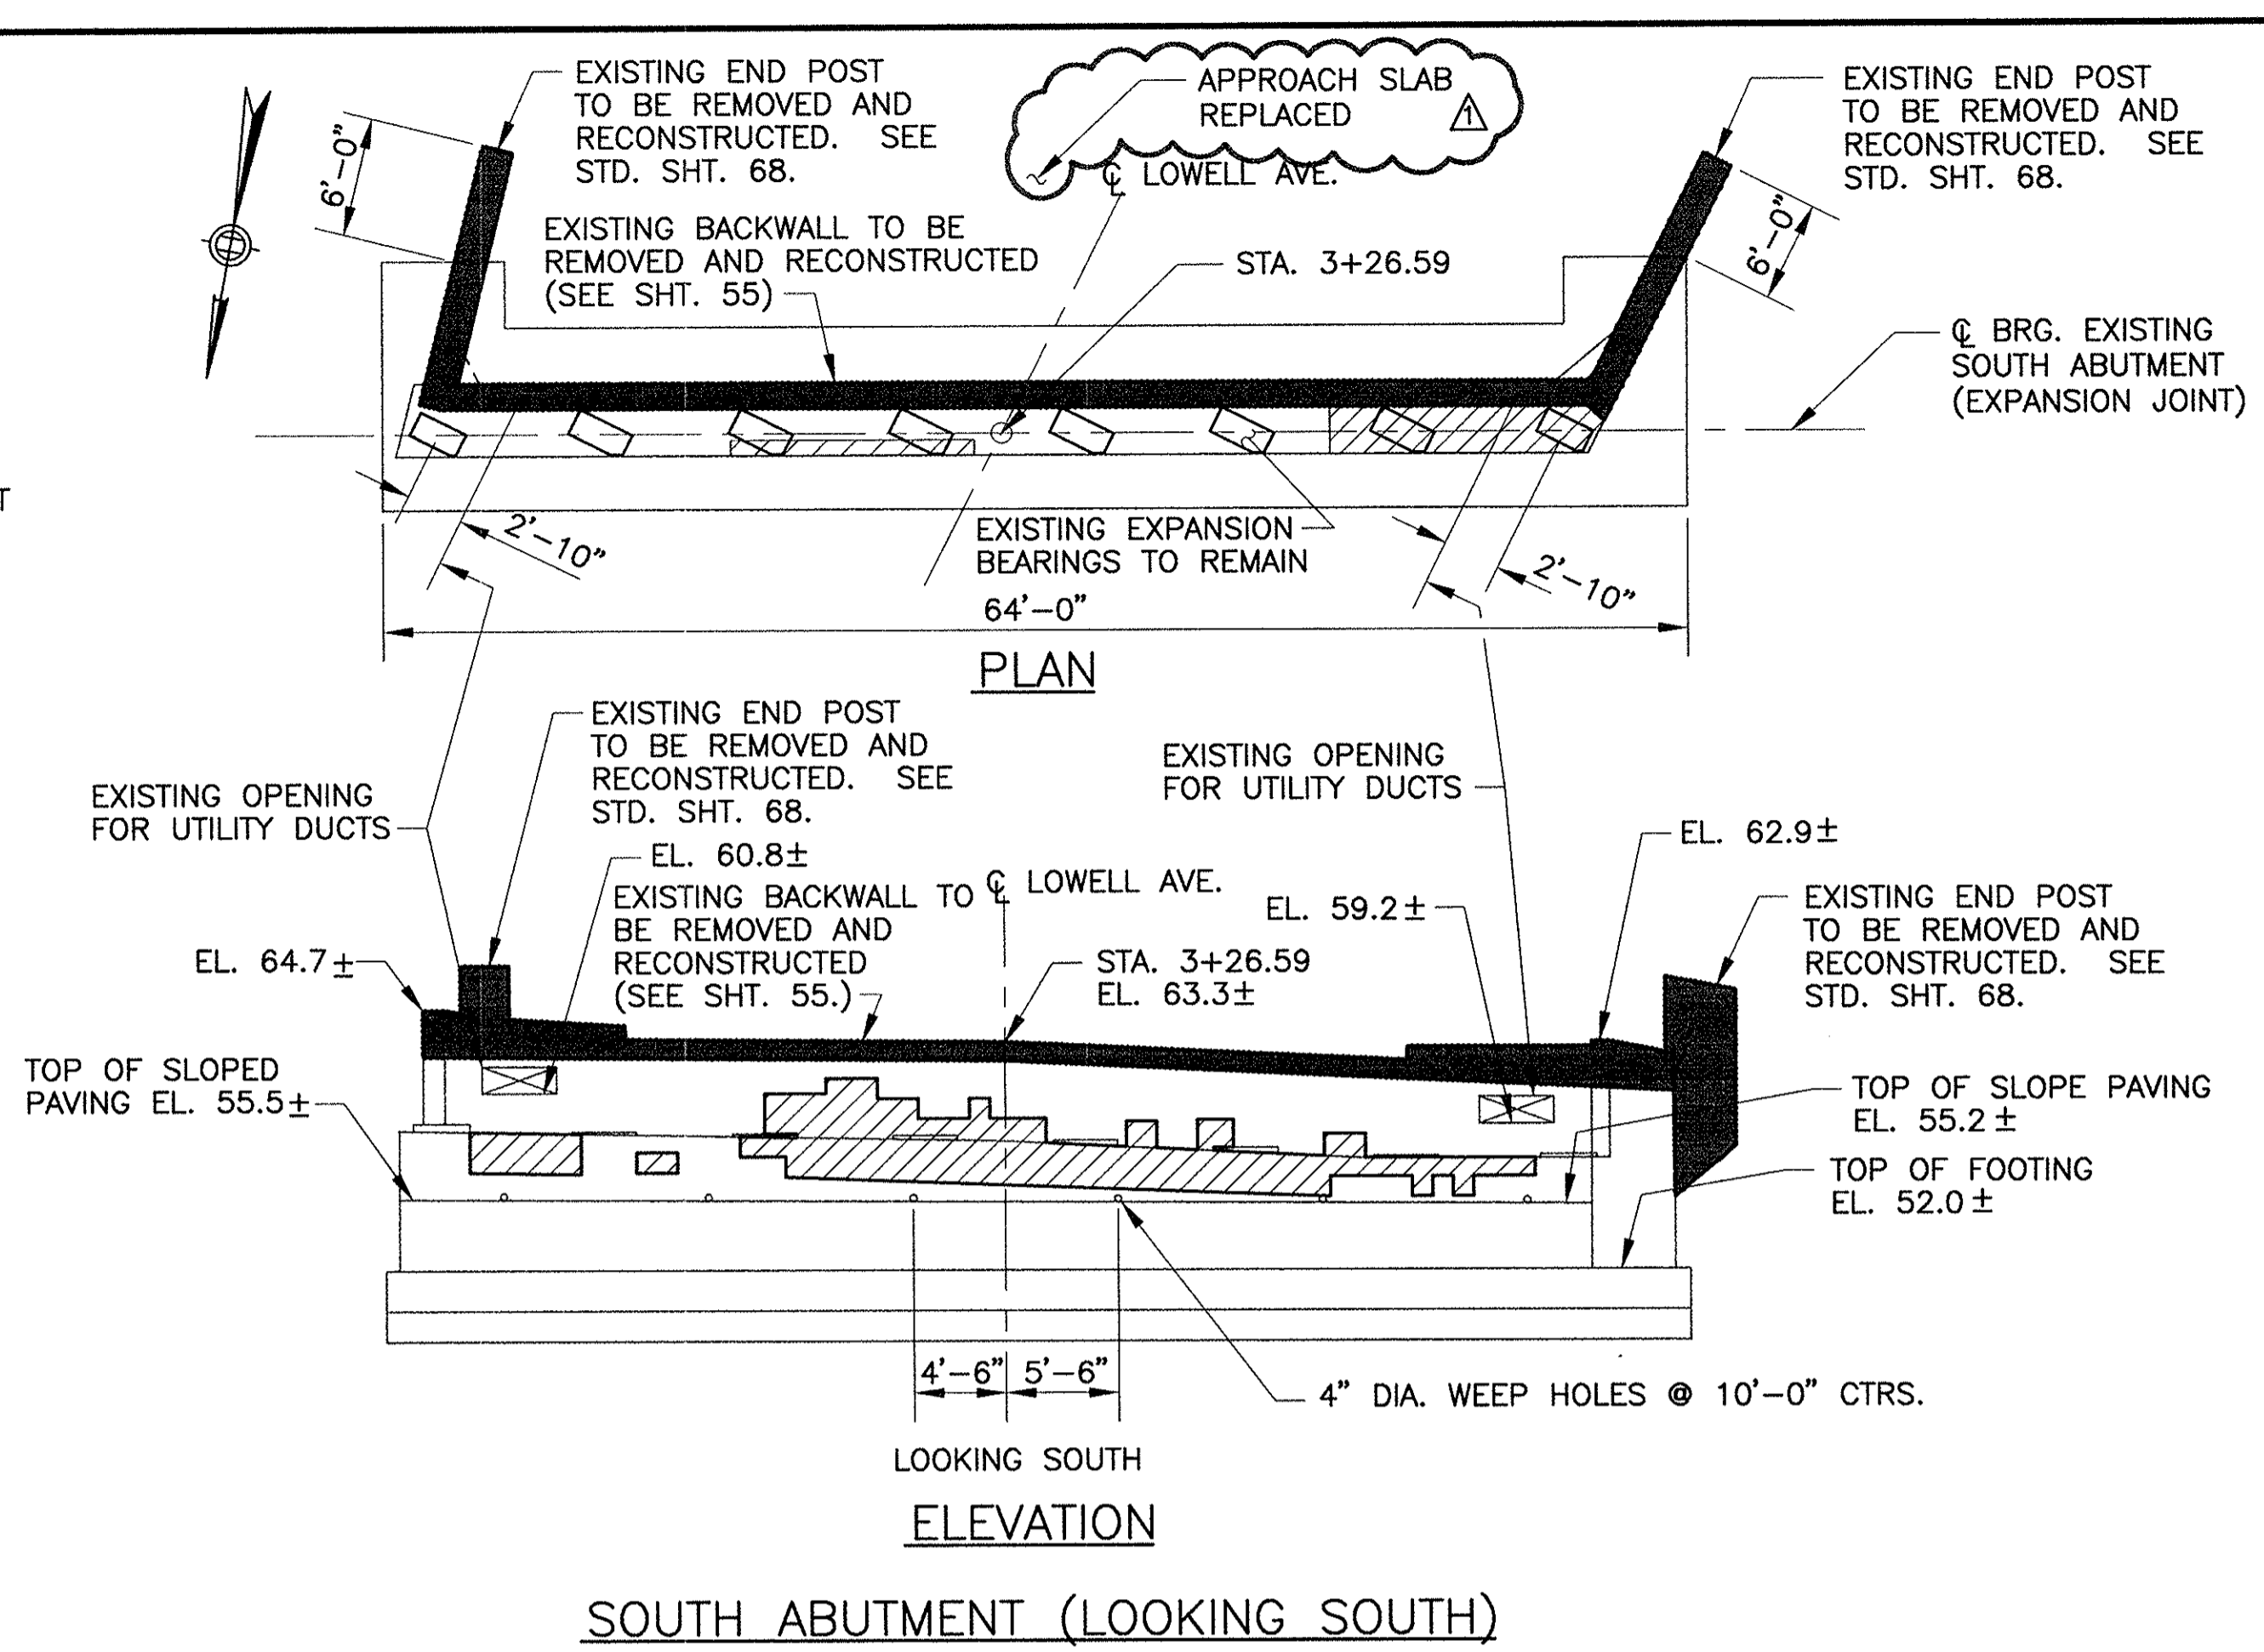 EXISTING END POST
TO BE REMOVED AND
RECONSTRUCTED. SEE
STD. SHT. 68.
APPROACH SLAB
REPLACED
1
EXISTING END POST
TO BE REMOVED AND
RECONSTRUCTED. SEE
STD. SHT. 68.
6'-0"
℄ LOWELL AVE.
6'-0"
EXISTING BACKWALL TO BE
REMOVED AND RECONSTRUCTED
(SEE SHT. 55)
STA. 3+26.59
℄ BRG. EXISTING
SOUTH ABUTMENT
(EXPANSION JOINT)
T
2'-10"
EXISTING EXPANSION
BEARINGS TO REMAIN
2'-10"
64'-0"
PLAN
EXISTING END POST
TO BE REMOVED AND
RECONSTRUCTED. SEE
STD. SHT. 68.
EXISTING OPENING
FOR UTILITY DUCTS
EXISTING OPENING
FOR UTILITY DUCTS
EL. 60.8±
EL. 62.9±
EXISTING BACKWALL TO
BE REMOVED AND
RECONSTRUCTED
(SEE SHT. 55.)
℄ LOWELL AVE.
EL. 59.2±
EXISTING END POST
TO BE REMOVED AND
RECONSTRUCTED. SEE
STD. SHT. 68.
EL. 64.7±
STA. 3+26.59
EL. 63.3±
TOP OF SLOPED
PAVING EL. 55.5±
TOP OF SLOPE PAVING
EL. 55.2±
TOP OF FOOTING
EL. 52.0±
4'-6"
5'-6"
4" DIA. WEEP HOLES @ 10'-0" CTRS.
LOOKING SOUTH
ELEVATION
SOUTH ABUTMENT (LOOKING SOUTH)